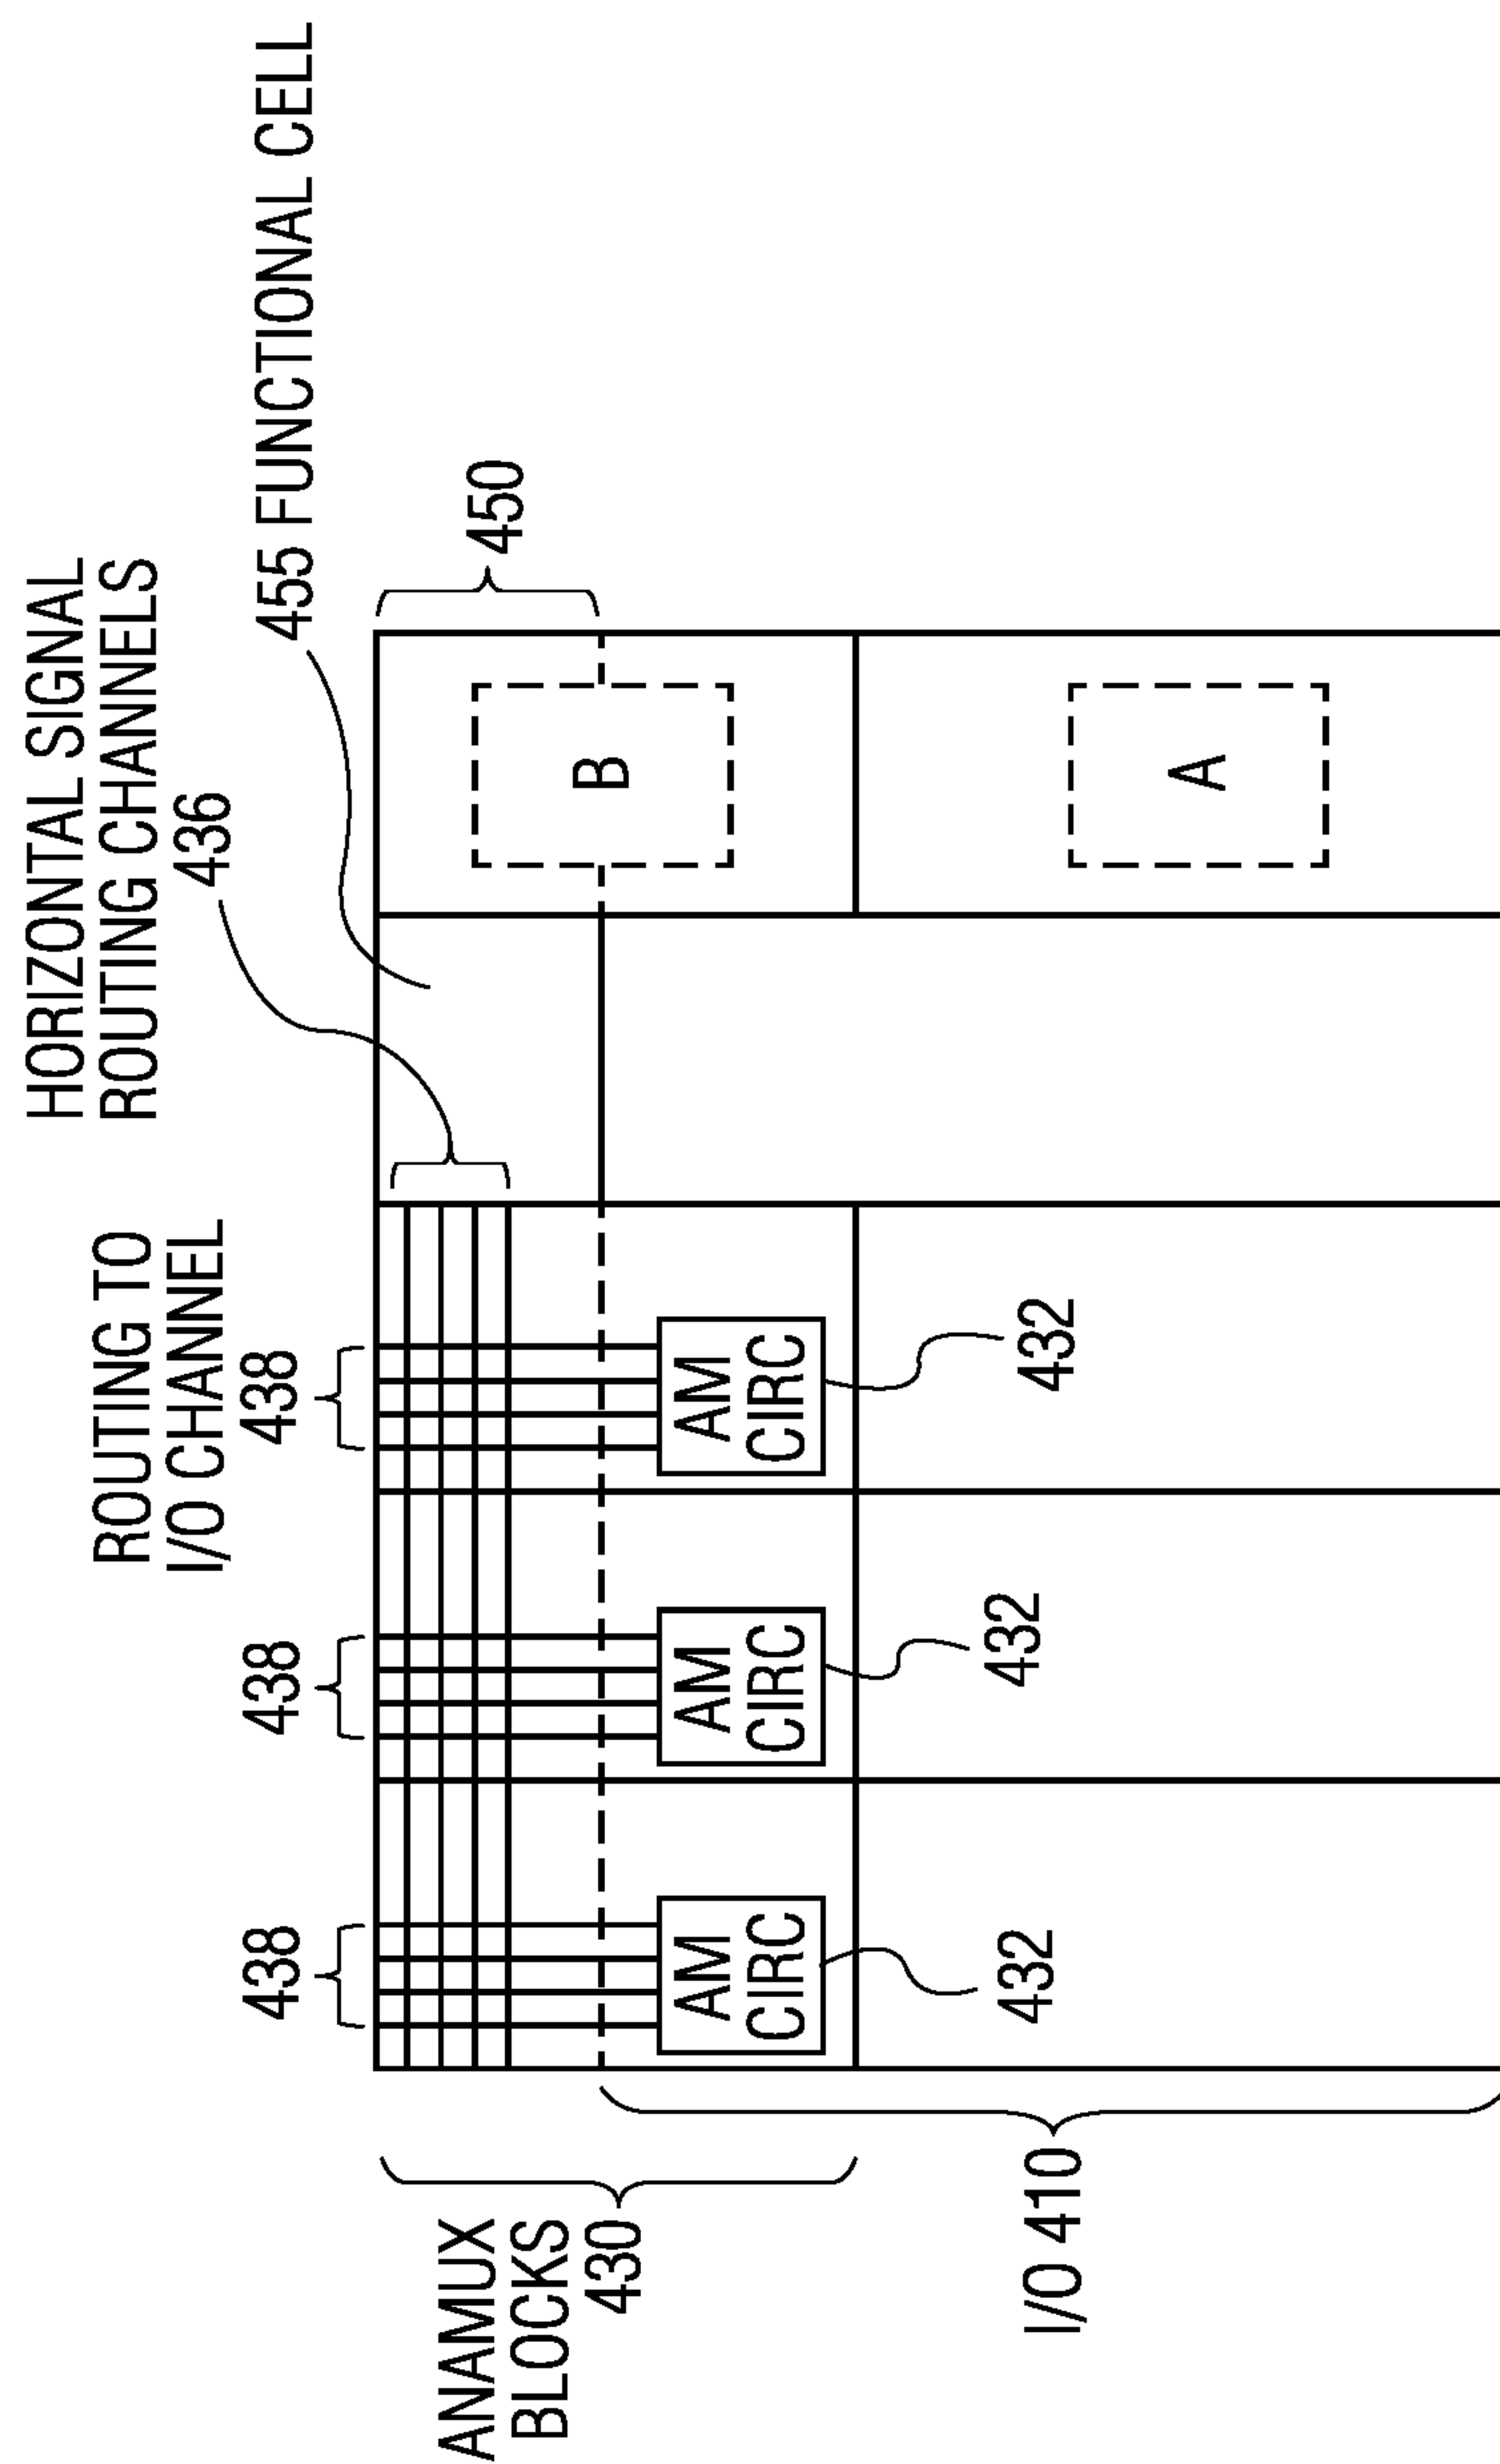 HORIZONTAL SIGNAL
ROUTING CHANNELS
436
ROUTING TO
I/O CHANNEL
438
438
438
455 FUNCTIONAL CELL
450
ANAMUX
BLOCKS
430
AM
CIRC
AM
CIRC
AM
CIRC
B
432
432
432
I/O 410
A